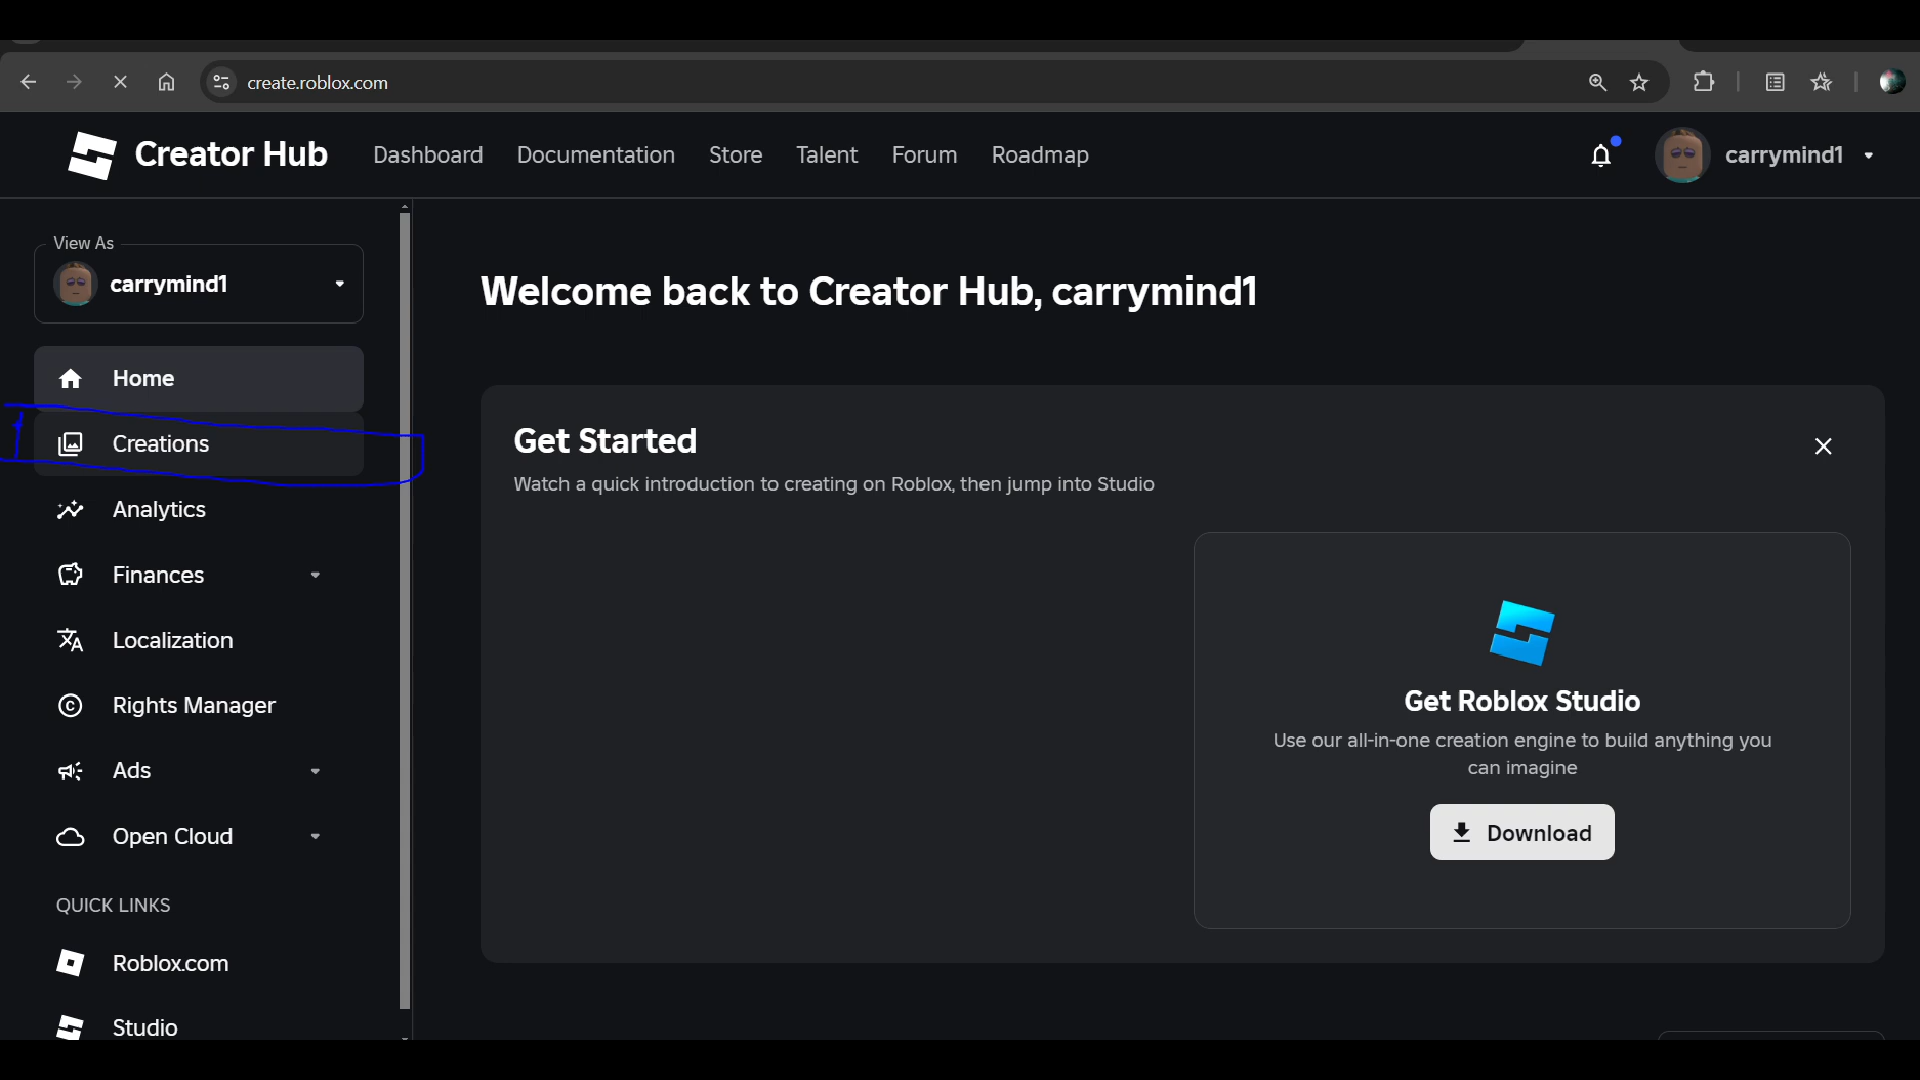 create.roblox.com
Creator Hub Dashboard Documentation Store Talent Forum Roadmap carrymind1
View As
carrymind1
Home
Creations
Analytics
Finances
Localization
Rights Manager
Ads
Open Cloud
QUICK LINKS
Roblox.com
Studio
Welcome back to Creator Hub, carrymind1
Get Started
Watch a quick introduction to creating on Roblox, then jump into Studio
Get Roblox Studio
Use our all-in-one creation engine to build anything you
can imagine
Download